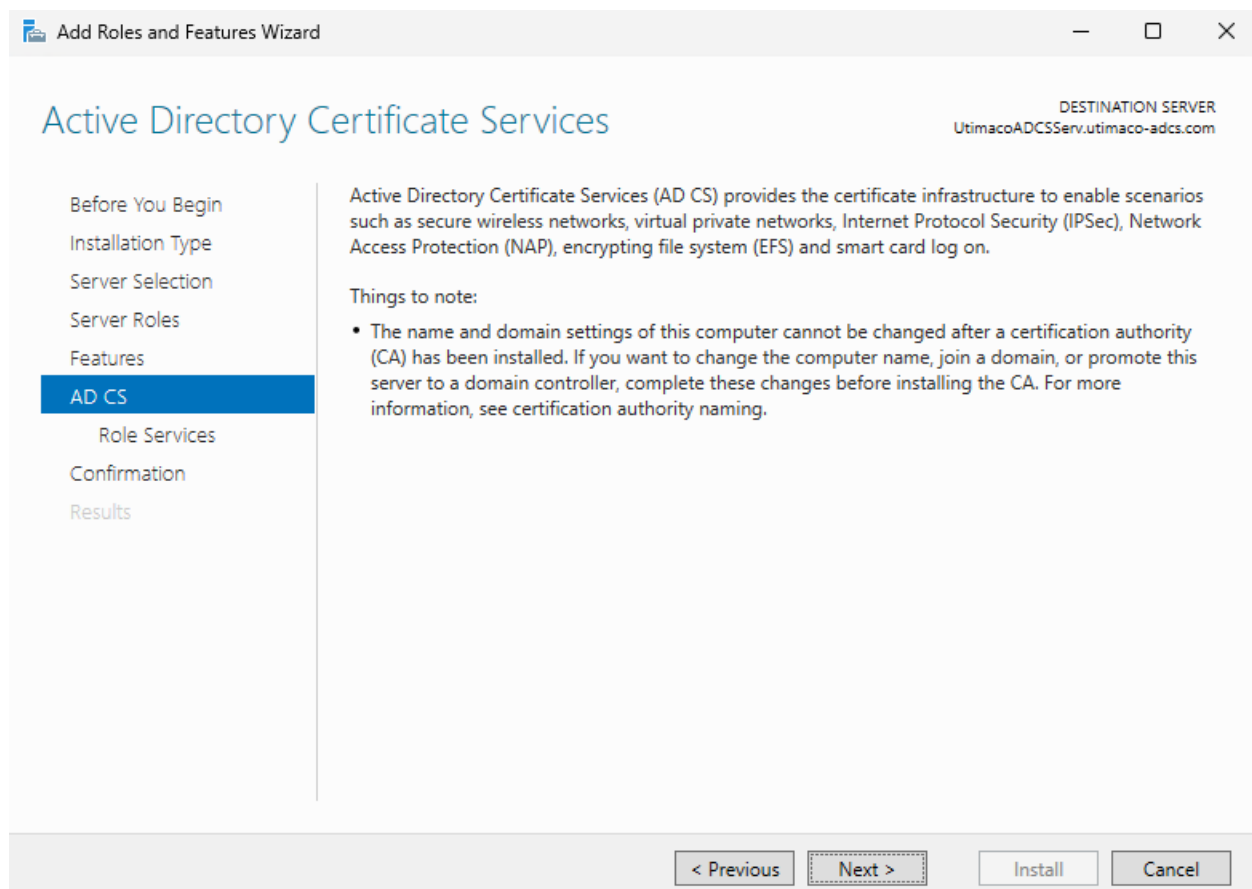 Add Roles and Features Wizard
Active Directory Certificate Services
DESTINATION SERVER
UtimacoADCSServ.utimaco-adcs.com
Before You Begin
Installation Type
Server Selection
Server Roles
Features
AD CS
Role Services
Confirmation
Results
Active Directory Certificate Services (AD CS) provides the certificate infrastructure to enable scenarios
such as secure wireless networks, virtual private networks, Internet Protocol Security (IPSec), Network
Access Protection (NAP), encrypting file system (EFS) and smart card log on.
Things to note:
• The name and domain settings of this computer cannot be changed after a certification authority
(CA) has been installed. If you want to change the computer name, join a domain, or promote this
server to a domain controller, complete these changes before installing the CA. For more
information, see certification authority naming.
< Previous
Next >
Install
Cancel